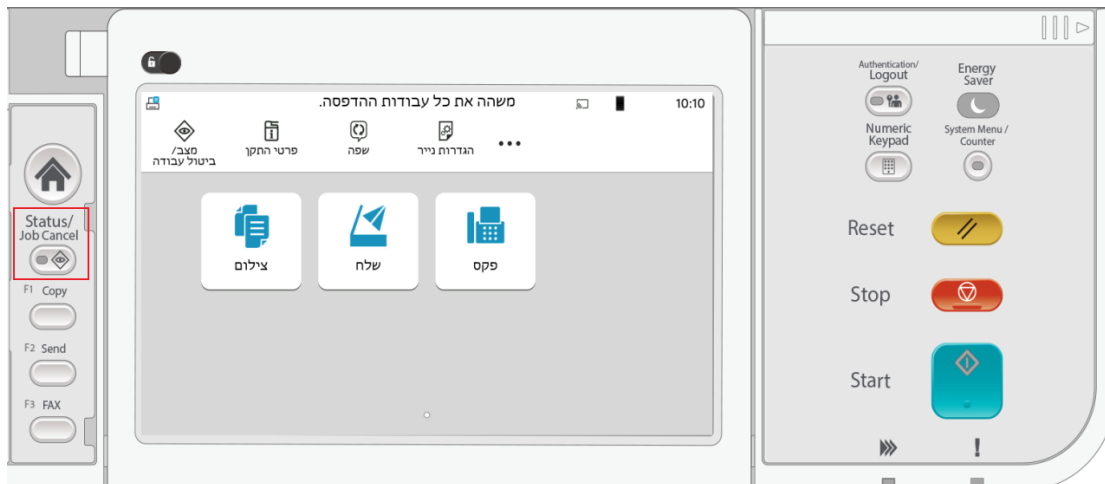 משהה את כל עבודות ההדפסה.
10:10
מצב/
ביטול עבודה
פרטי התקן
שפה
הגדרות נייר
•••
צילום
שלח
פקס
Status/
Job Cancel
F1 Copy
F2 Send
F3 FAX
Authentication/
Logout
Energy
Saver
Numeric
Keypad
System Menu /
Counter
Reset
Stop
Start